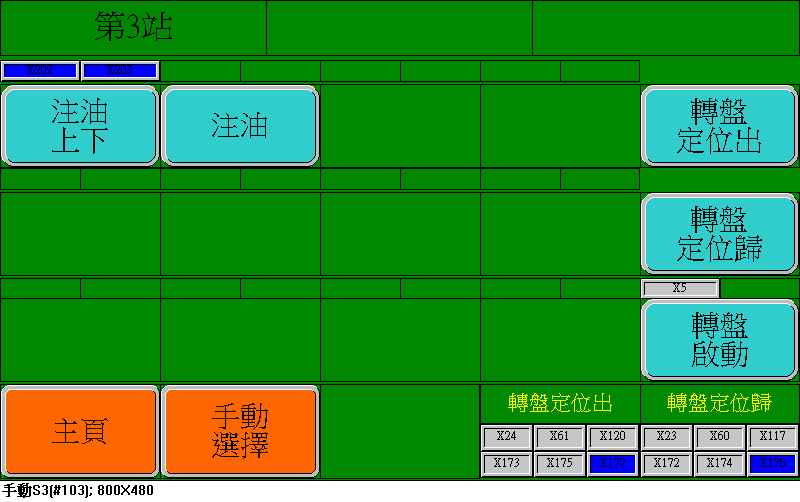 第3站
注油
上下
注油
轉盤
定位出
轉盤
定位歸
X5
轉盤
啟動
主頁
手動
選擇
轉盤定位出
轉盤定位歸
X24 X61 X120 X23 X60 X117
X173 X175 X177 X172 X174 X176
手動S3(#103); 800X480